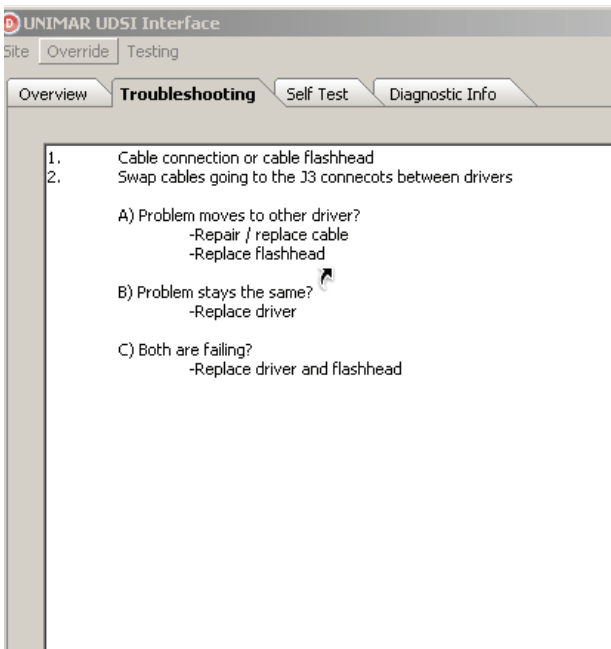 UNIMAR UDSI Interface
Site Override Testing
Overview Troubleshooting Self Test Diagnostic Info
1. Cable connection or cable flashhead
2. Swap cables going to the J3 connecots between drivers
A) Problem moves to other driver?
-Repair / replace cable
-Replace flashhead
B) Problem stays the same?
-Replace driver
C) Both are failing?
-Replace driver and flashhead